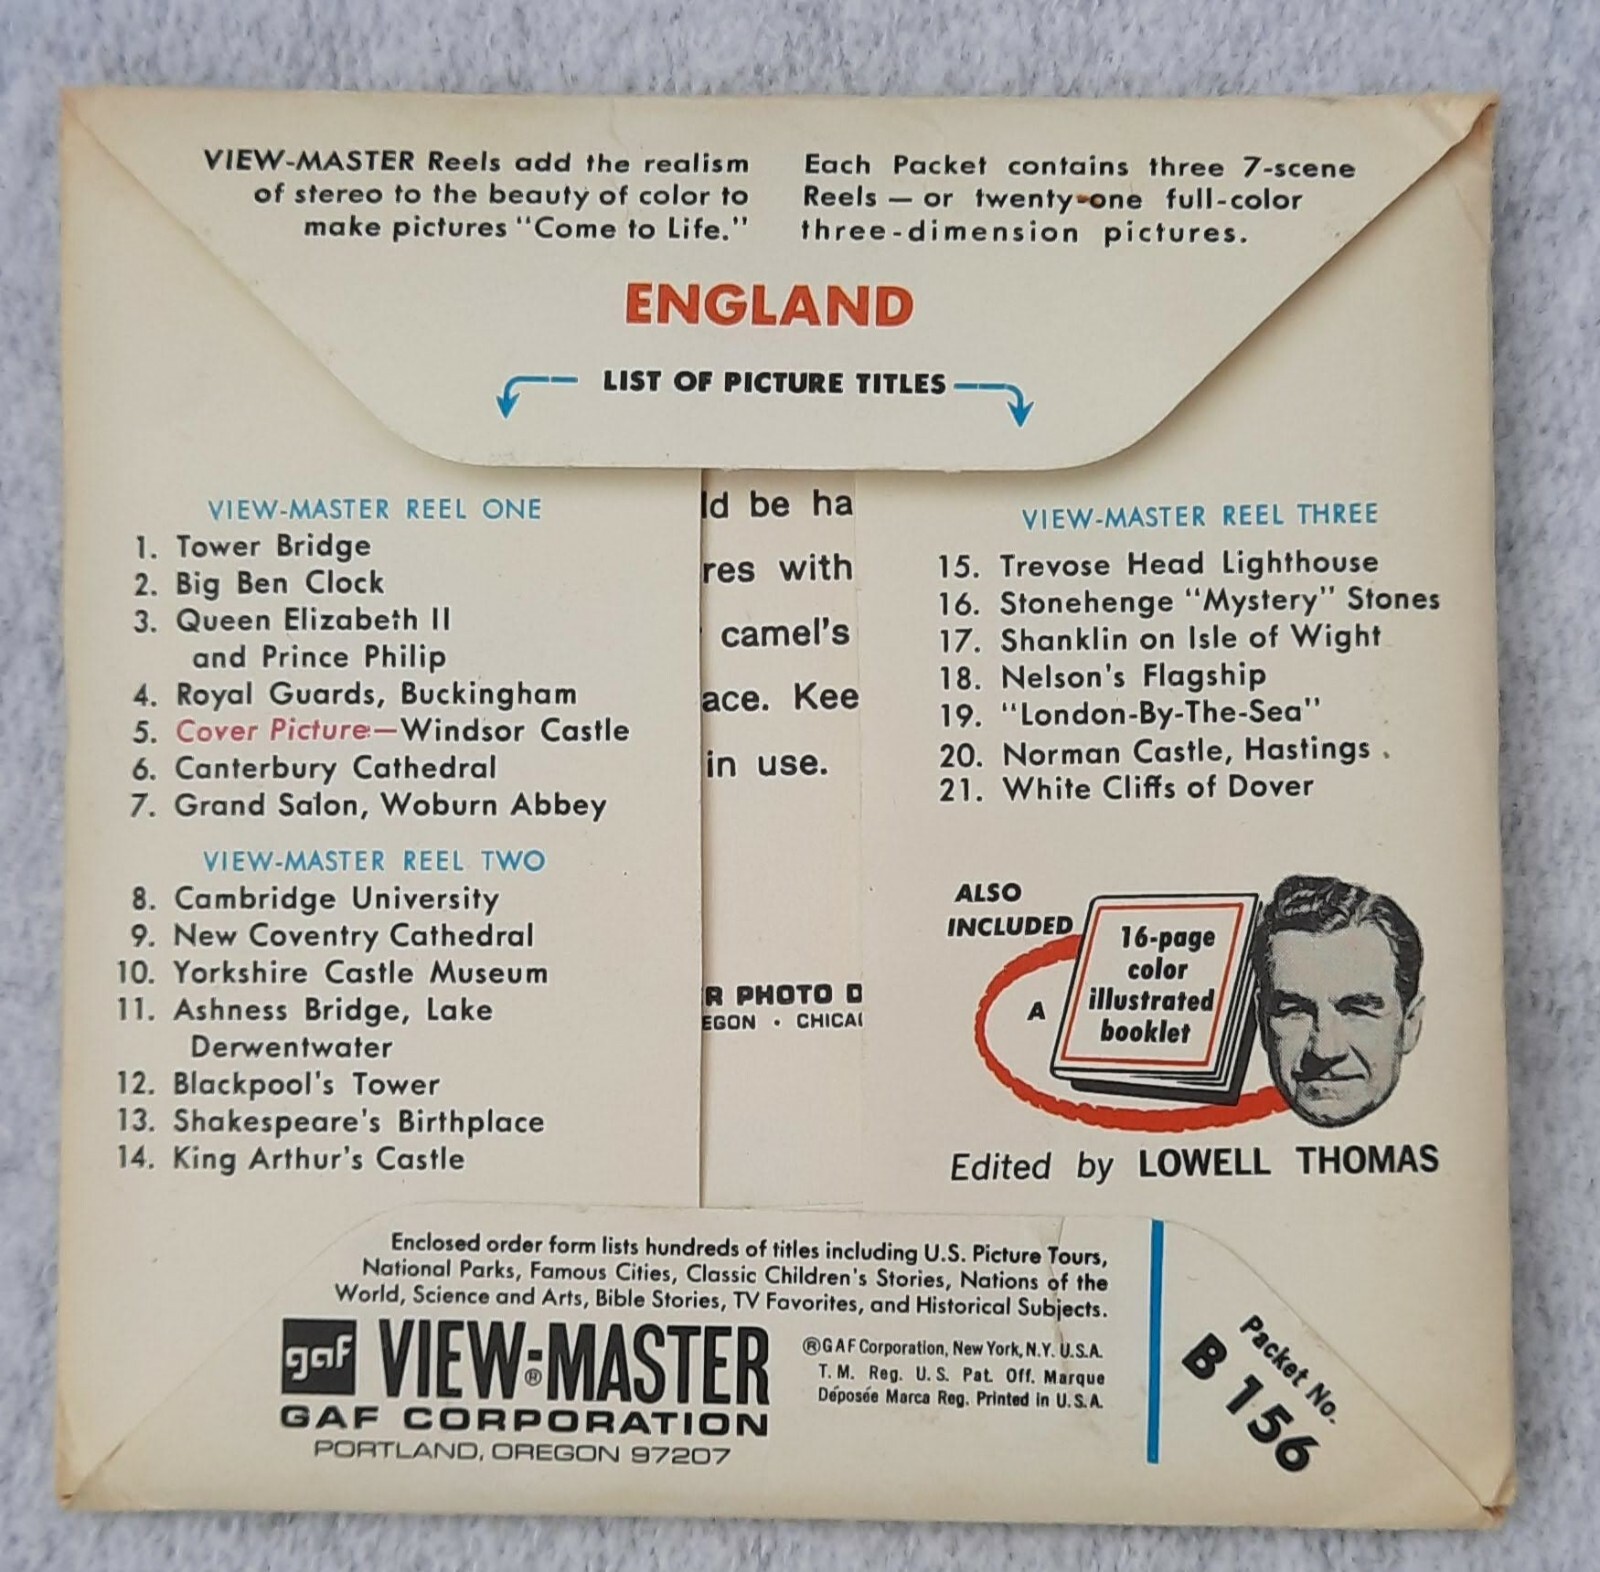 VIEW-MASTER Reels add the realism
of stereo to the beauty of color to
make pictures "Come to Life."
Each Packet contains three 7-scene
Reels — or twenty-one full-color
three-dimension pictures.
ENGLAND
LIST OF PICTURE TITLES
VIEW-MASTER REEL ONE
1. Tower Bridge
2. Big Ben Clock
3. Queen Elizabeth II
and Prince Philip
4. Royal Guards, Buckingham
5. Cover Picture—Windsor Castle
6. Canterbury Cathedral
7. Grand Salon, Woburn Abbey
VIEW-MASTER REEL TWO
8. Cambridge University
9. New Coventry Cathedral
10. Yorkshire Castle Museum
11. Ashness Bridge, Lake
Derwentwater
12. Blackpool's Tower
13. Shakespeare's Birthplace
14. King Arthur's Castle
ld be ha
res with
camel's
ace. Kee
in use.
R PHOTO
EGON • CHICA
VIEW-MASTER REEL THREE
15. Trevose Head Lighthouse
16. Stonehenge "Mystery" Stones
17. Shanklin on Isle of Wight
18. Nelson's Flagship
19. "London-By-The-Sea"
20. Norman Castle, Hastings
21. White Cliffs of Dover
ALSO
INCLUDED
A
16-page
color
illustrated
booklet
Edited by LOWELL THOMAS
Enclosed order form lists hundreds of titles including U.S. Picture Tours,
National Parks, Famous Cities, Classic Children's Stories, Nations of the
World, Science and Arts, Bible Stories, TV Favorites, and Historical Subjects.
gaf VIEW-MASTER®
GAF CORPORATION
PORTLAND, OREGON 97207
®GAF Corporation, New York, N.Y. U.S.A.
T. M. Reg. U. S. Pat. Off. Marque
Déposée Marca Reg. Printed in U.S.A.
Packet No.
B 156